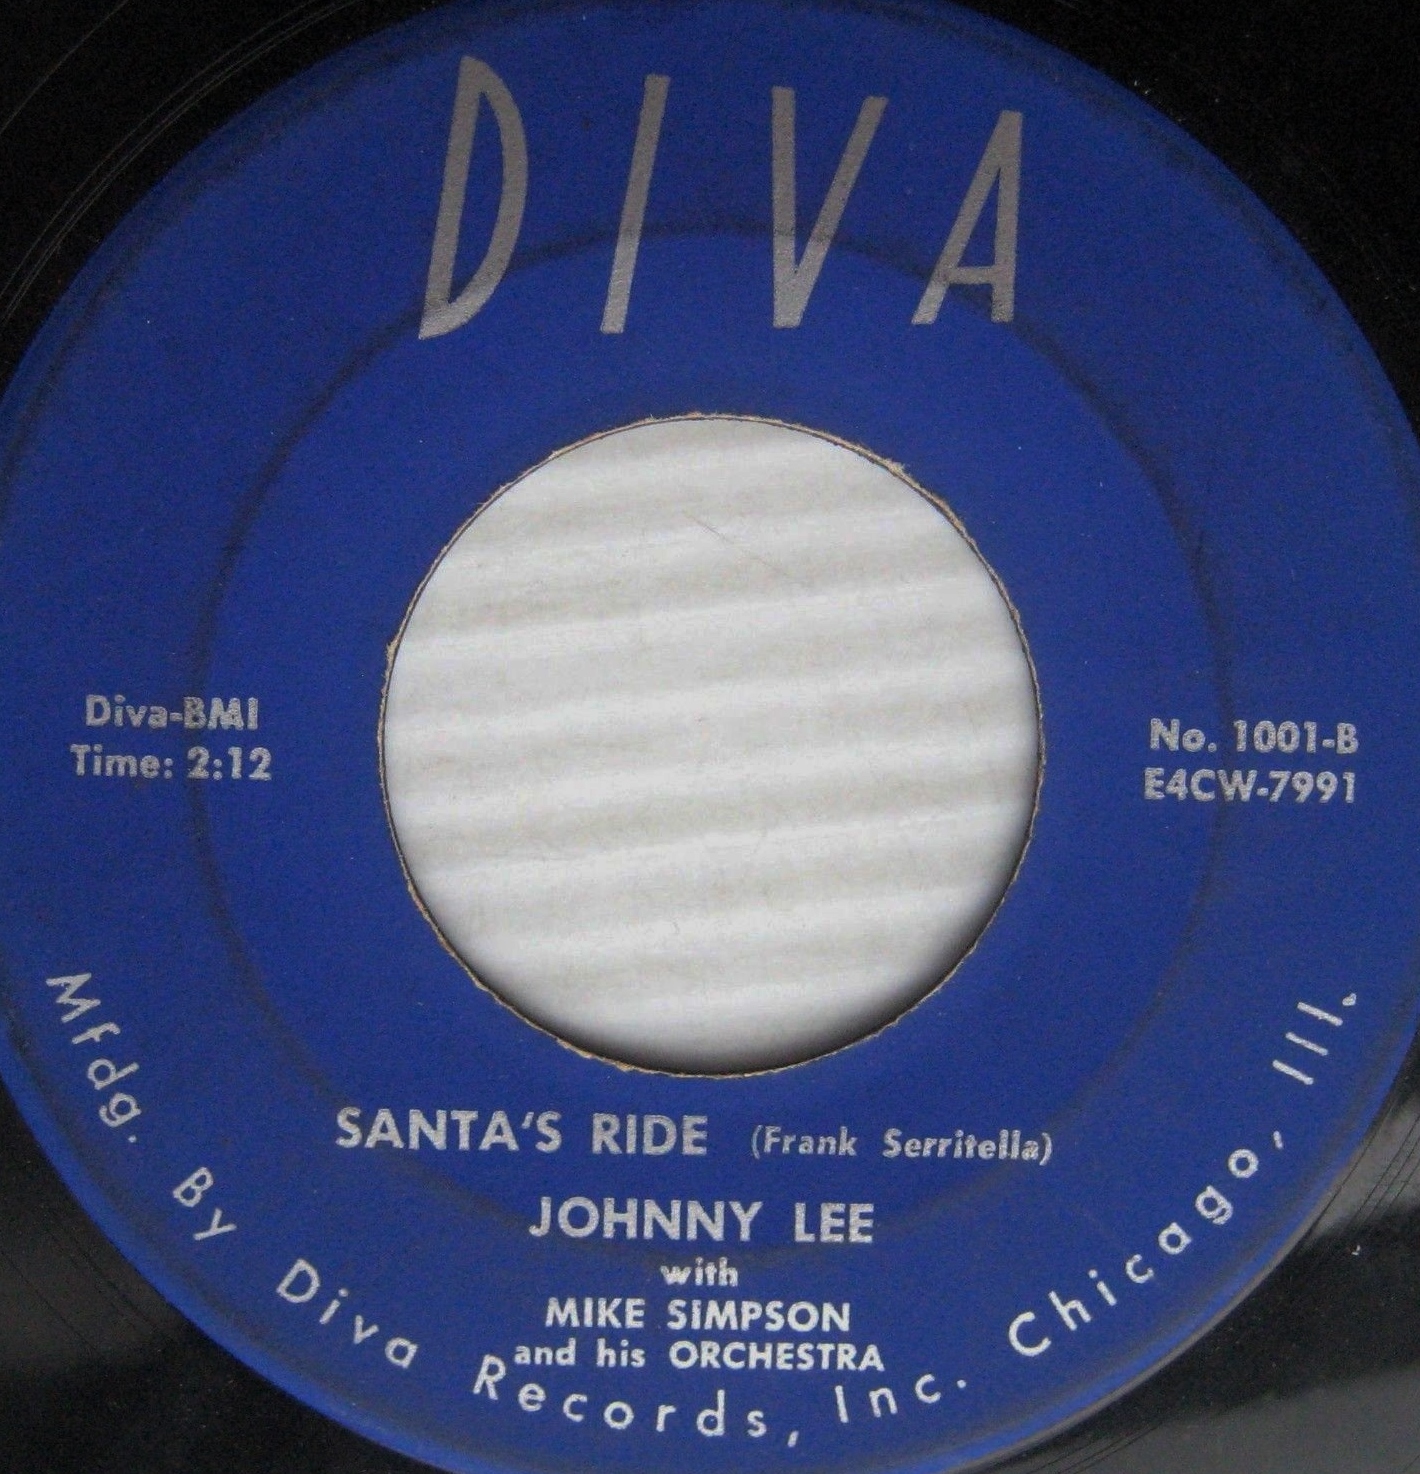 DIVA
Diva-BMI
Time: 2:12
No. 1001-B
E4CW-7991
SANTA'S RIDE (Frank Serritella)
JOHNNY LEE
with
MIKE SIMPSON
and his ORCHESTRA
Mfdg. By Diva Records, Inc. Chicago, Ill.